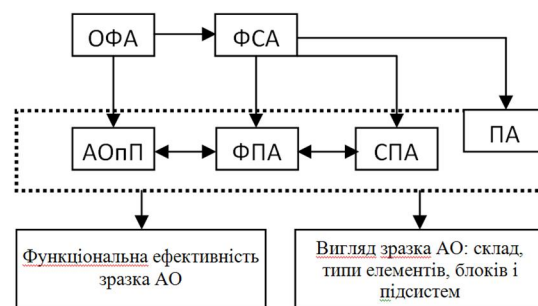 ОФА
ФСА
АОпП
ФПА
СПА
ПА
Функціональна ефективність
зразка АО
Вигляд зразка АО: склад,
типи елементів, блоків і
підсистем